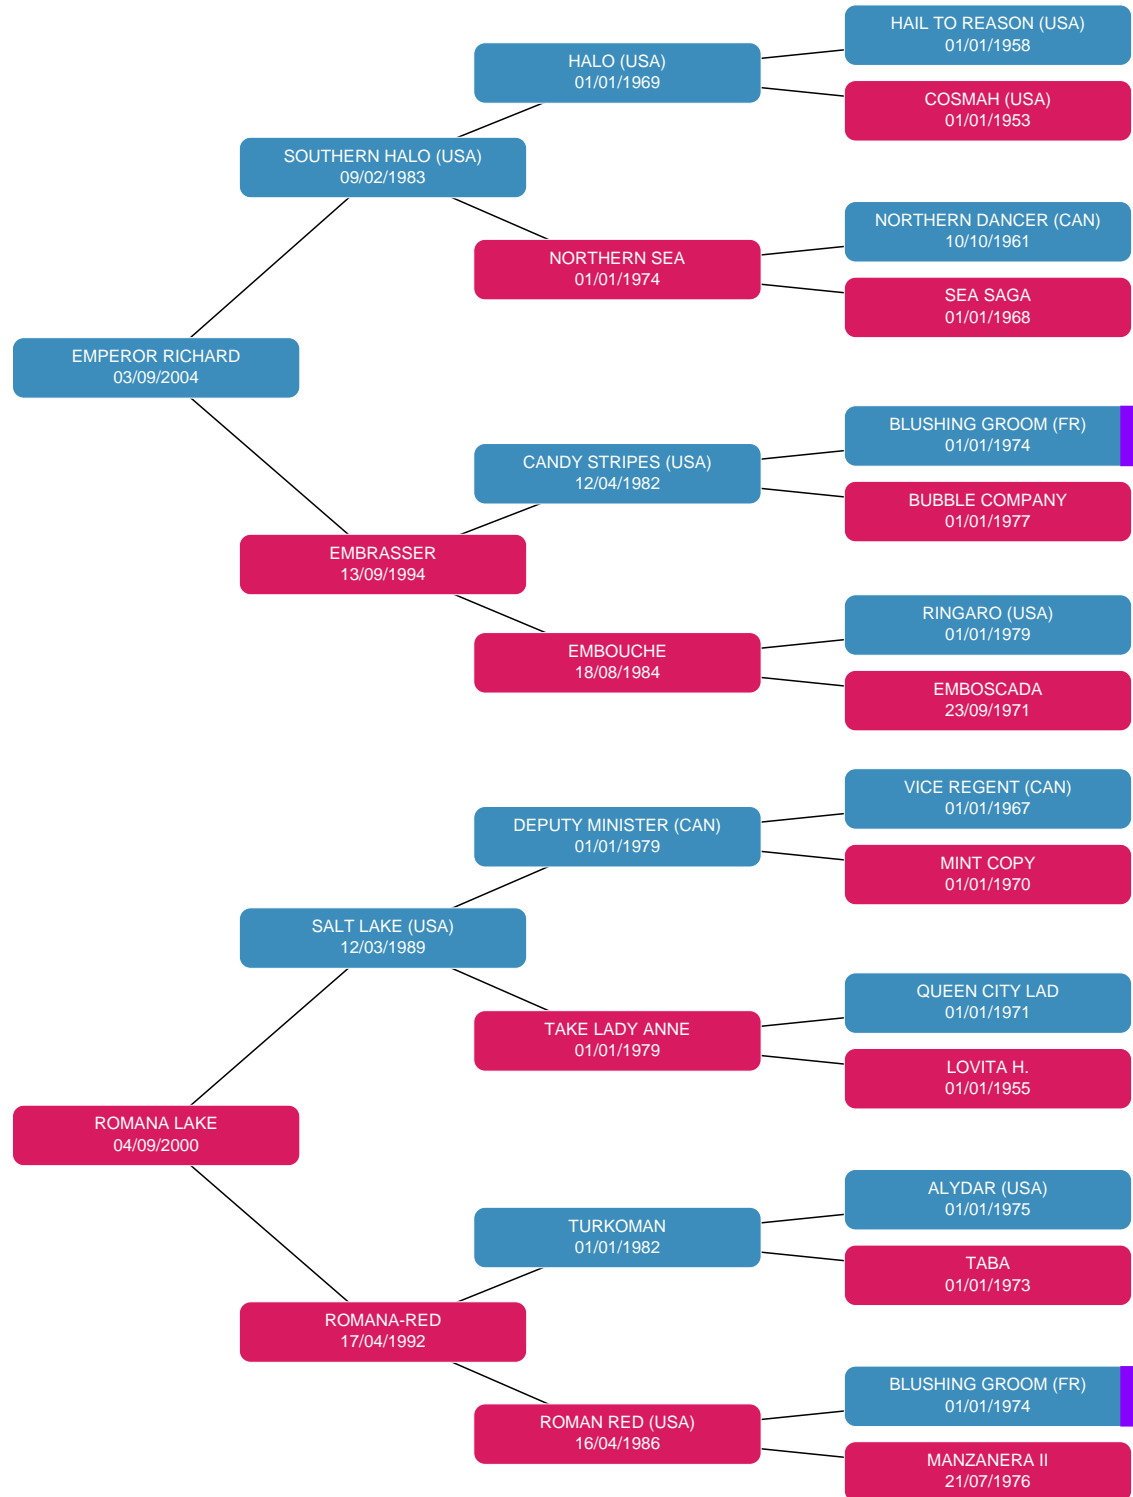 HAIL TO REASON (USA)
01/01/1958
HALO (USA)
01/01/1969
COSMAH (USA)
01/01/1953
SOUTHERN HALO (USA)
09/02/1983
NORTHERN DANCER (CAN)
10/10/1961
NORTHERN SEA
01/01/1974
SEA SAGA
01/01/1968
EMPEROR RICHARD
03/09/2004
BLUSHING GROOM (FR)
01/01/1974
CANDY STRIPES (USA)
12/04/1982
BUBBLE COMPANY
01/01/1977
EMBRASSER
13/09/1994
RINGARO (USA)
01/01/1979
EMBOUCHE
18/08/1984
EMBOSCADA
23/09/1971
VICE REGENT (CAN)
01/01/1967
DEPUTY MINISTER (CAN)
01/01/1979
MINT COPY
01/01/1970
SALT LAKE (USA)
12/03/1989
QUEEN CITY LAD
01/01/1971
TAKE LADY ANNE
01/01/1979
LOVITA H.
01/01/1955
ROMANA LAKE
04/09/2000
ALYDAR (USA)
01/01/1975
TURKOMAN
01/01/1982
TABA
01/01/1973
ROMANA-RED
17/04/1992
BLUSHING GROOM (FR)
01/01/1974
ROMAN RED (USA)
16/04/1986
MANZANERA II
21/07/1976